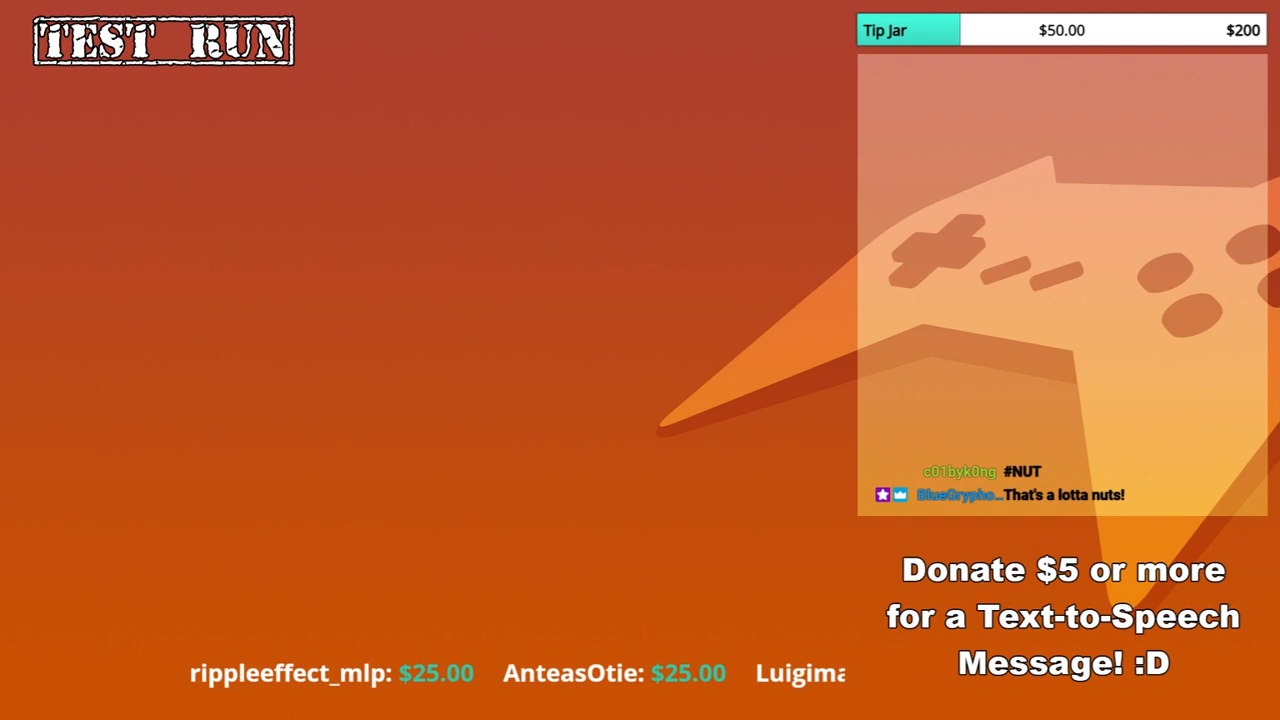 TEST RUN
Tip Jar $50.00 $200
c01byk0ng #NUT
BlueGrypho... That's a lotta nuts!
Donate $5 or more
for a Text-to-Speech
Message! :D
rippleeffect_mlp: $25.00 AnteasOtie: $25.00 Luigima